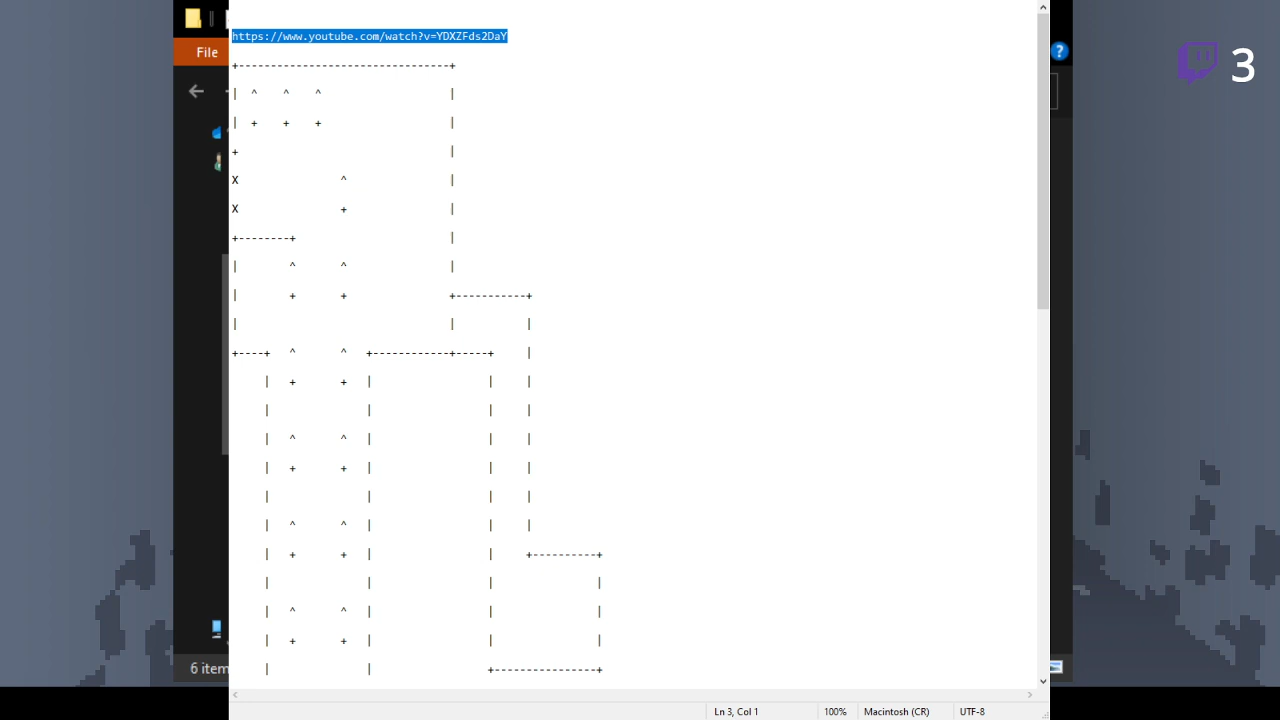 https://www.youtube.com/watch?v=YDXZFds2DaY
File
3
+---------------------------------+
| ^ ^ ^ |
| + + + |
+ |
X ^ |
X + |
+--------+ |
| ^ ^ |
| + + +-----------+
| | |
+----+ ^ ^ +------------+-----+ |
| + + | | |
| | | |
| ^ ^ | | |
| + + | | |
| | | |
| ^ ^ | | |
| + + | | +----------+
| | |
| ^ ^ | | |
| + + | | |
| | +----------------+
6 item
Ln 3, Col 1
100%
Macintosh (CR)
UTF-8